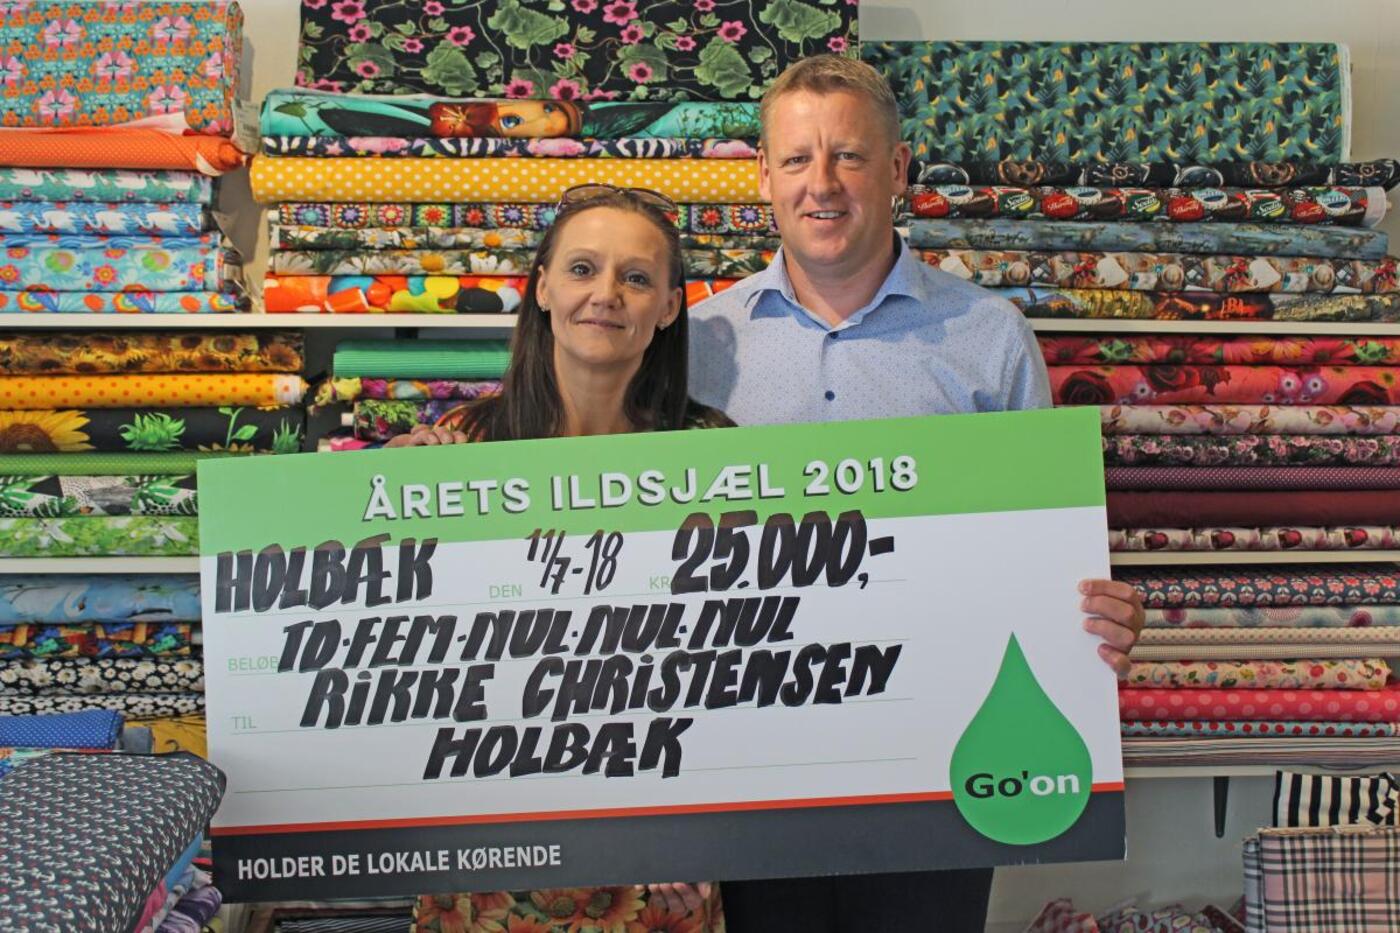 ÅRETS ILDSJÆL 2018
HOLBÆK DEN 11/7-18 KR 25.000,-
BELØB TO-FEM-NUL-NUL-NUL
TIL RiKKE CHRiSTENSEN
HOLBÆK
Go'on
HOLDER DE LOKALE KØRENDE